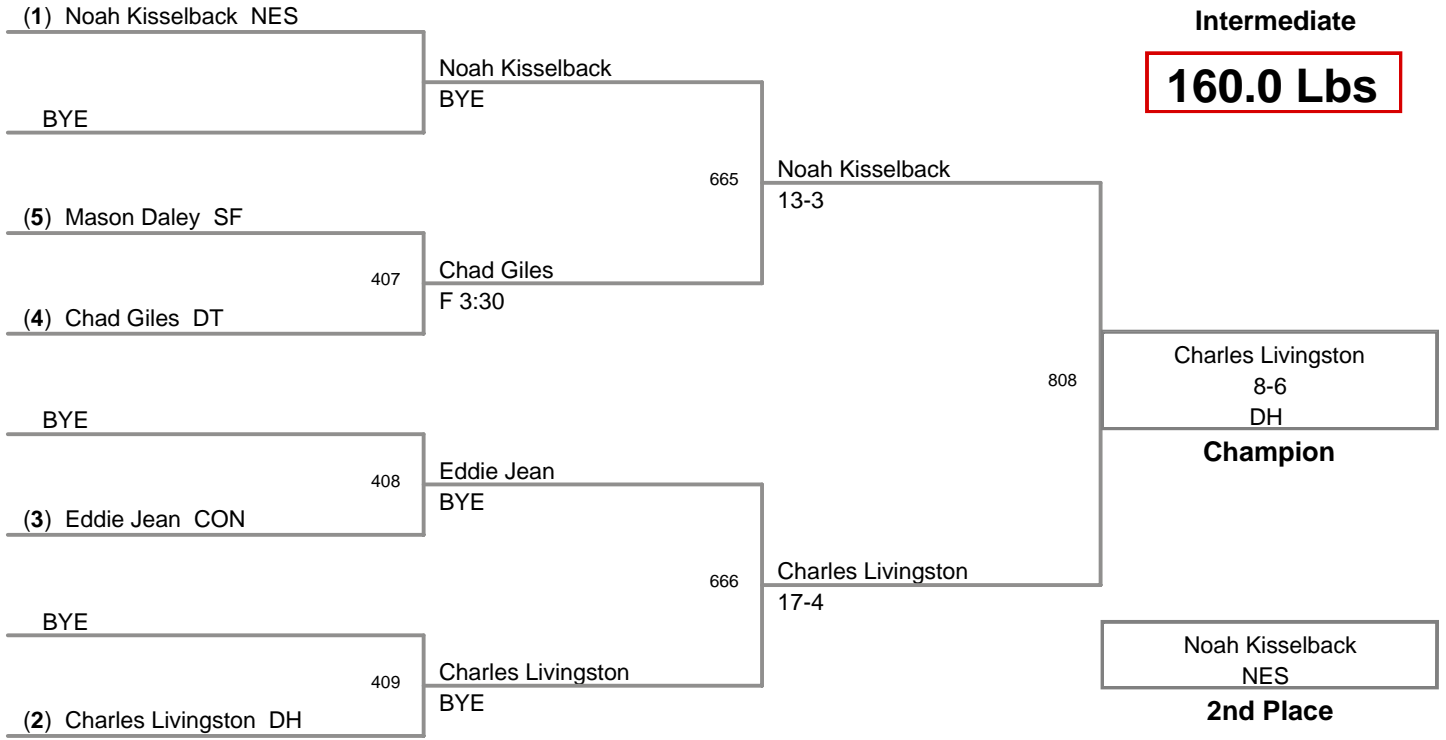 (1) Noah Kisselback NES
BYE
(5) Mason Daley SF
407
(4) Chad Giles DT
BYE
408
(3) Eddie Jean CON
BYE
409
(2) Charles Livingston DH
Noah Kisselback
BYE
665
Chad Giles
F 3:30
Eddie Jean
BYE
666
Charles Livingston
BYE
Noah Kisselback
13-3
808
Charles Livingston
17-4
Intermediate
160.0 Lbs
Charles Livingston
8-6
DH
Champion
Noah Kisselback
NES
2nd Place